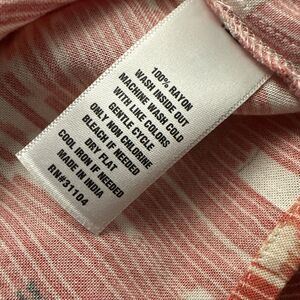 100% RAYON
WASH INSIDE OUT
MACHINE WASH COLD
WITH LIKE COLORS
GENTLE CYCLE
ONLY NON CHLORINE
BLEACH IF NEEDED
DRY FLAT
COOL IRON IF NEEDED
MADE IN INDIA
RN#31104